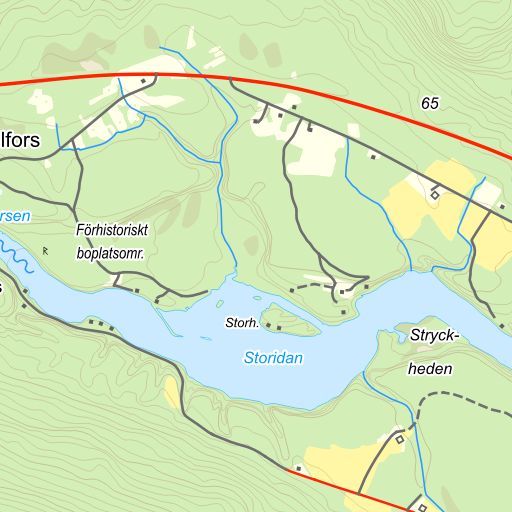 65
lfors
rsen
Förhistoriskt
boplatsomr.
R
s
Storh.
Storidan
Stryck-
heden